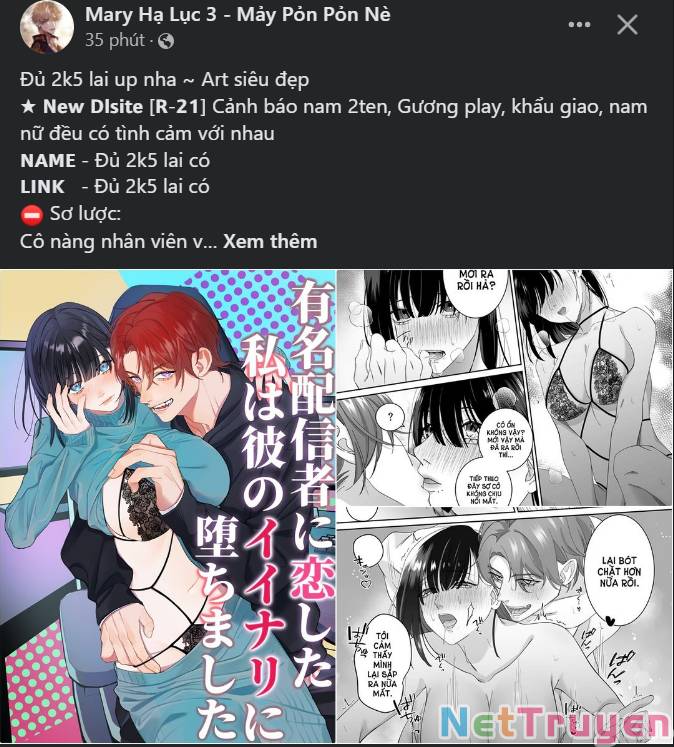 Mary Hạ Lục 3 - Mảy Pỏn Pỏn Nè
35 phút ·
Đủ 2k5 lai up nha ~ Art siêu đẹp
★ New Dlsite [R-21] Cảnh báo nam 2ten, Gương play, khẩu giao, nam
nữ đều có tình cảm với nhau
NAME - Đủ 2k5 lai có
LINK - Đủ 2k5 lai có
Sơ lược:
Cô nàng nhân viên v... Xem thêm
有名配信者に恋した
私は彼のイイナリに
堕ちました
MỚI RA
RỒI HẢ?
?
CÔ ỔN
KHÔNG VẬY?
MỚI VẬY MÀ
ĐÃ RA RỒI
THÌ...
TIẾP THEO
ĐÂY SỢ CÔ
KHÔNG CHỊU
NỔI MẤT.
LẠI BÓT
CHẶT HƠN
NỮA RỒI.
TÔI
CẢM
THẤY
MÌNH
LẠI SẮP
RA NỮA
MẤT.
NetTruyen